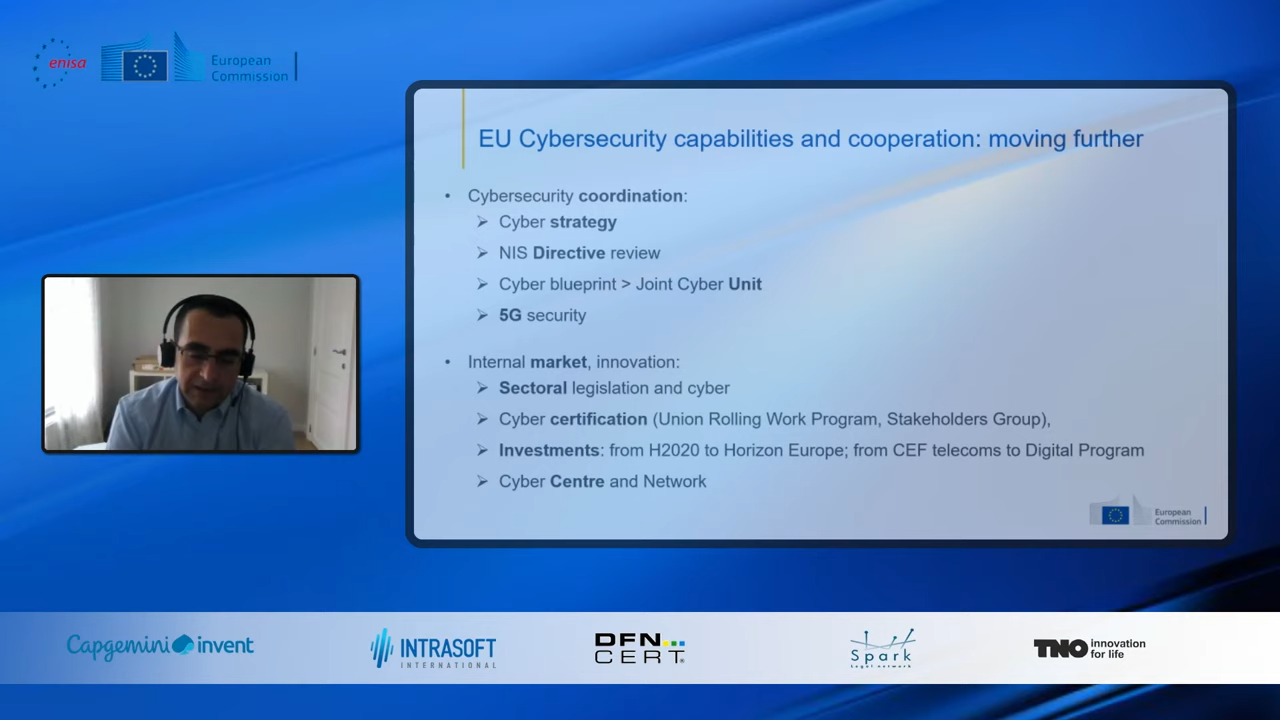 enisa
European
Commission
EU Cybersecurity capabilities and cooperation: moving further
• Cybersecurity coordination:
➢ Cyber strategy
➢ NIS Directive review
➢ Cyber blueprint > Joint Cyber Unit
➢ 5G security
• Internal market, innovation:
➢ Sectoral legislation and cyber
➢ Cyber certification (Union Rolling Work Program, Stakeholders Group),
➢ Investments: from H2020 to Horizon Europe; from CEF telecoms to Digital Program
➢ Cyber Centre and Network
European
Commission
Capgemini invent
INTRASOFT
INTERNATIONAL
DFN
CERT®
Spark
Legal network
TNO innovation
for life